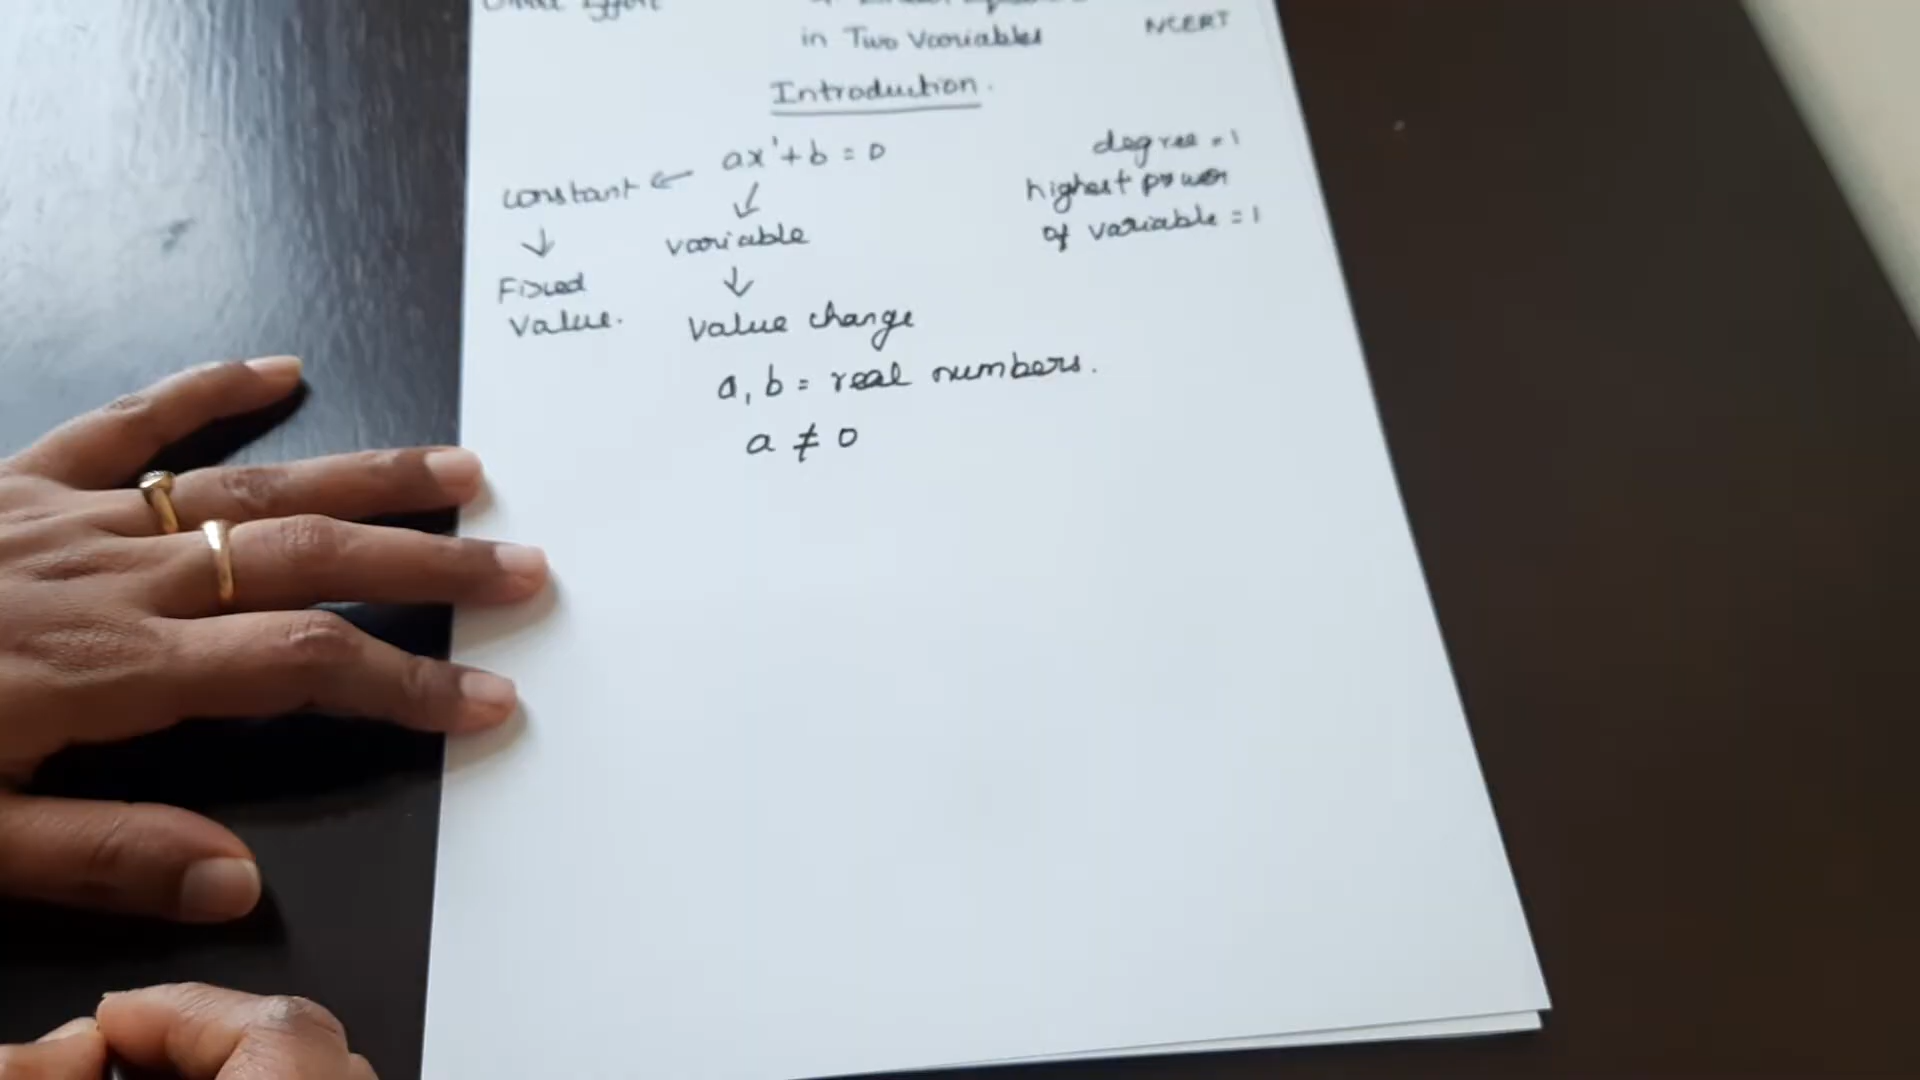 in Two Variables
NCERT
Introduction.
ax¹ + b = 0
degree = 1
constant ←
highest power
↓
↓
variable
of variable = 1
Fixed
↓
value.
value change
a, b = real numbers.
a ≠ 0